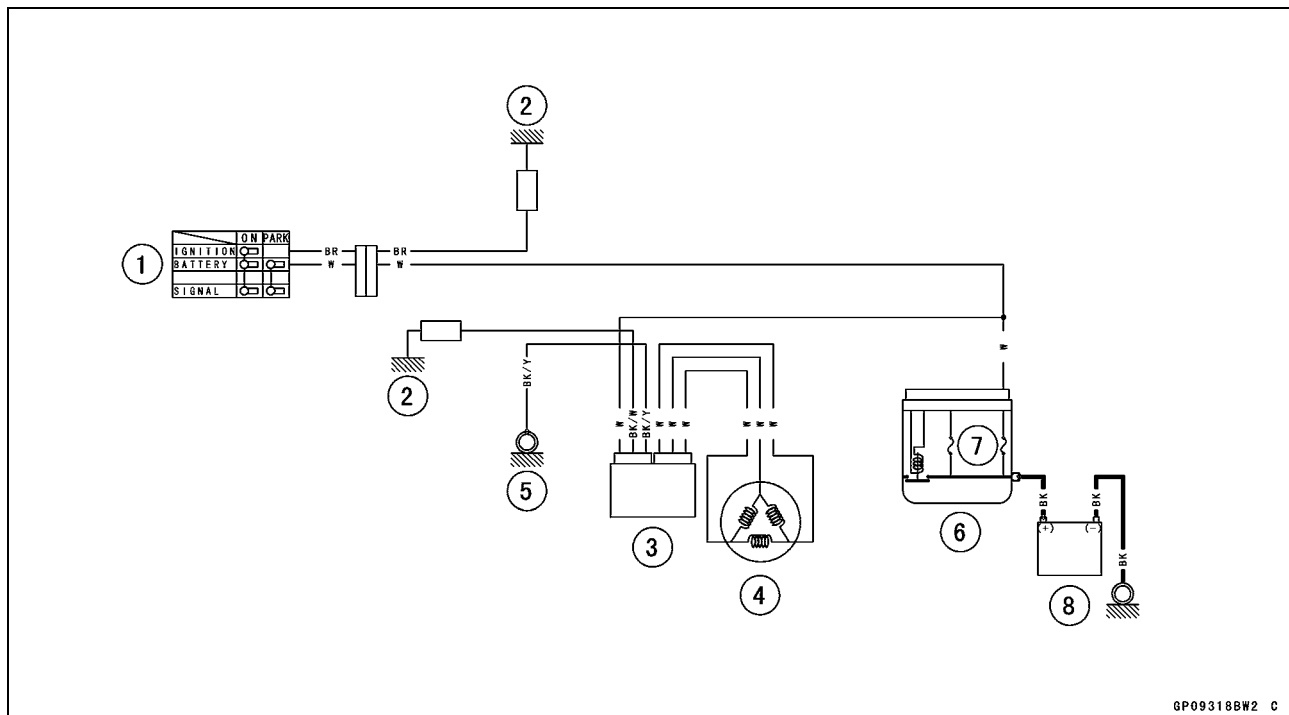 2
ON PARK
IGNITION
BATTERY
SIGNAL
1
BR BR
W W
2
BK/Y
5
W BK/W BK/Y W W W
W W W
3
4
W
7
6
BK BK
(+) (-)
BK
8
GP09318BW2 C